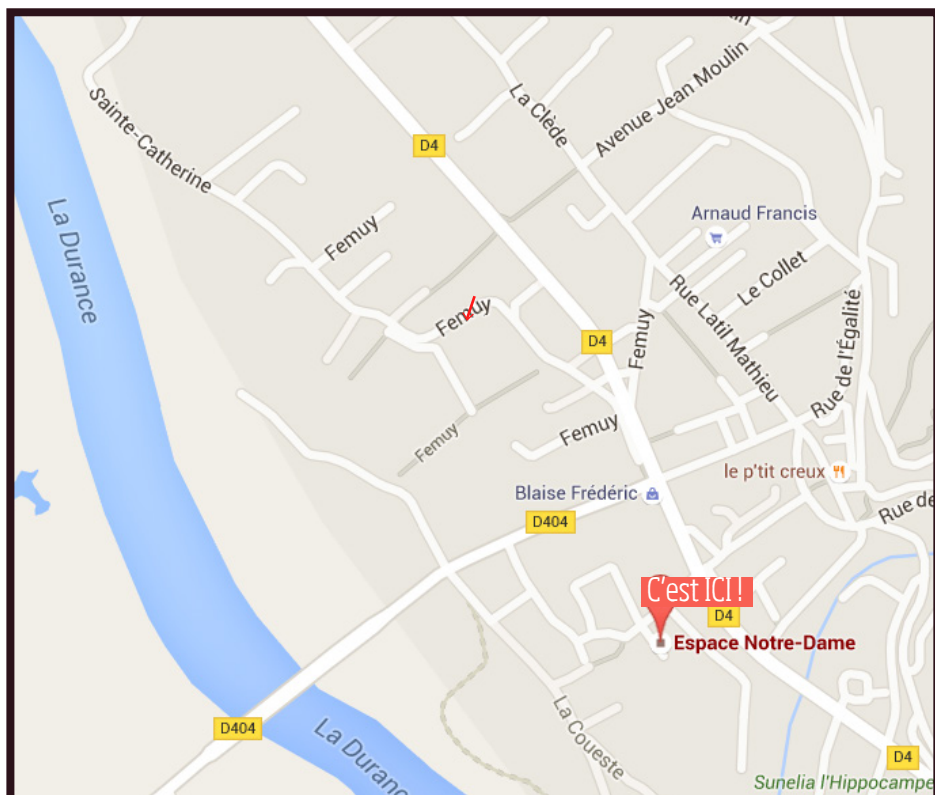 La Clède
Avenue Jean Moulin
Sainte-Catherine
D4
La Durance
Arnaud Francis
Femuy
Le Collet
Rue Latil Mathieu
Femuy
D4
Femuy
Rue de l'Égalité
Femuy
Femuy
le p'tit creux
Blaise Frédéric
D404
Rue de
C'est ICI !
D4
Espace Notre-Dame
D404
La Durance
La Coueste
D4
Sunelia l'Hippocampe